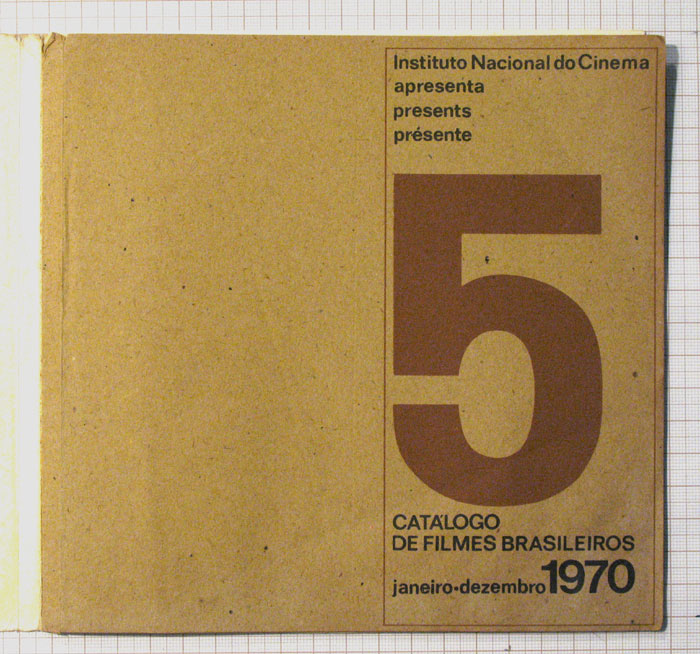 Instituto Nacional do Cinema
apresenta
presents
présente
5
CATÁLOGO
DE FILMES BRASILEIROS
janeiro·dezembro 1970